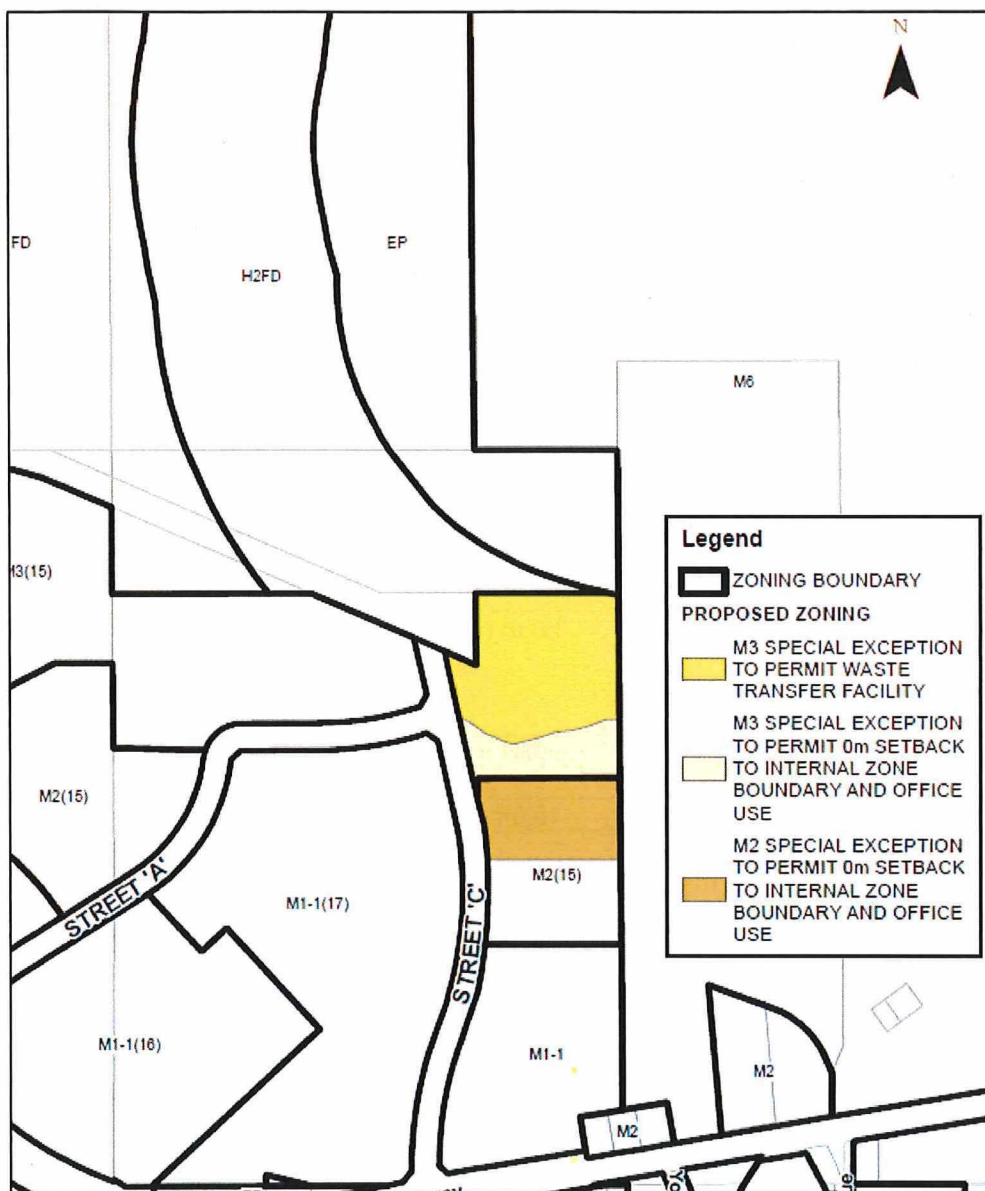 N
FD
EP
H2FD
M6
M3(15)
Legend
ZONING BOUNDARY
PROPOSED ZONING
M3 SPECIAL EXCEPTION
TO PERMIT WASTE
TRANSFER FACILITY
M3 SPECIAL EXCEPTION
TO PERMIT 0m SETBACK
TO INTERNAL ZONE
BOUNDARY AND OFFICE
USE
M2 SPECIAL EXCEPTION
TO PERMIT 0m SETBACK
TO INTERNAL ZONE
BOUNDARY AND OFFICE
USE
M2(15)
STREET 'A'
M1-1(17)
M2(15)
STREET 'C'
M1-1(16)
M1-1
M2
M2